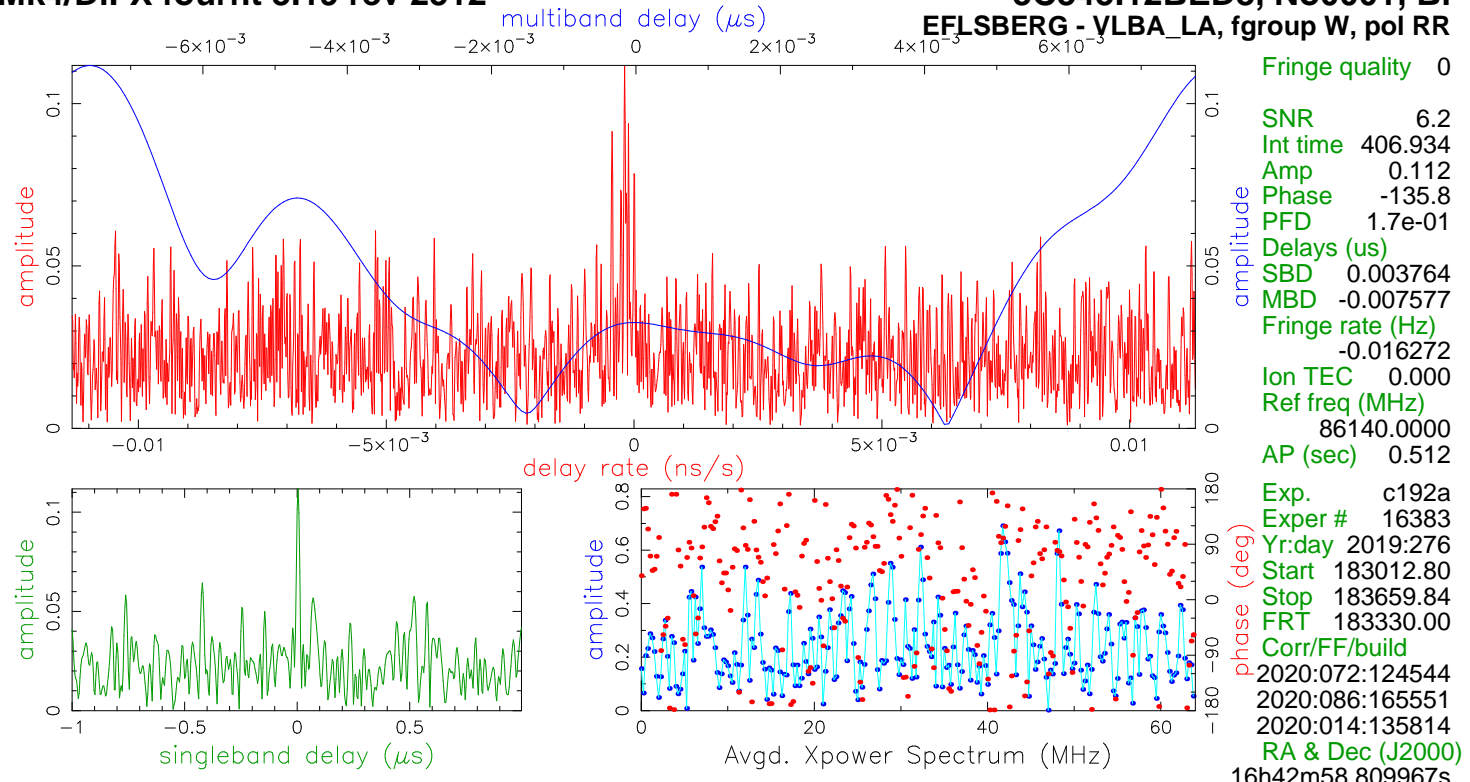 multiband delay (μs)
EFLSBERG - VLBA_LA, fgroup W, pol RR
−6×10⁻³ −4×10⁻³ −2×10⁻³ 0 2×10⁻³ 4×10⁻³ 6×10⁻³
amplitude
0 0.05 0.1
amplitude
0 0.05 0.1
−0.01 −5×10⁻³ 0 5×10⁻³ 0.01
delay rate (ns/s)
amplitude
0 0.05 0.1
−1 −0.5 0 0.5
singleband delay (μs)
amplitude
0 0.2 0.4 0.6 0.8
phase (deg)
−180 −90 0 90 180
0 20 40 60
Avgd. Xpower Spectrum (MHz)
Fringe quality 0
SNR 6.2
Int time 406.934
Amp 0.112
Phase -135.8
PFD 1.7e-01
Delays (us)
SBD 0.003764
MBD -0.007577
Fringe rate (Hz)
-0.016272
Ion TEC 0.000
Ref freq (MHz)
86140.0000
AP (sec) 0.512
Exp. c192a
Exper # 16383
Yr:day 2019:276
Start 183012.80
Stop 183659.84
FRT 183330.00
Corr/FF/build
2020:072:124544
2020:086:165551
2020:014:135814
RA & Dec (J2000)
16h42m58.809967s